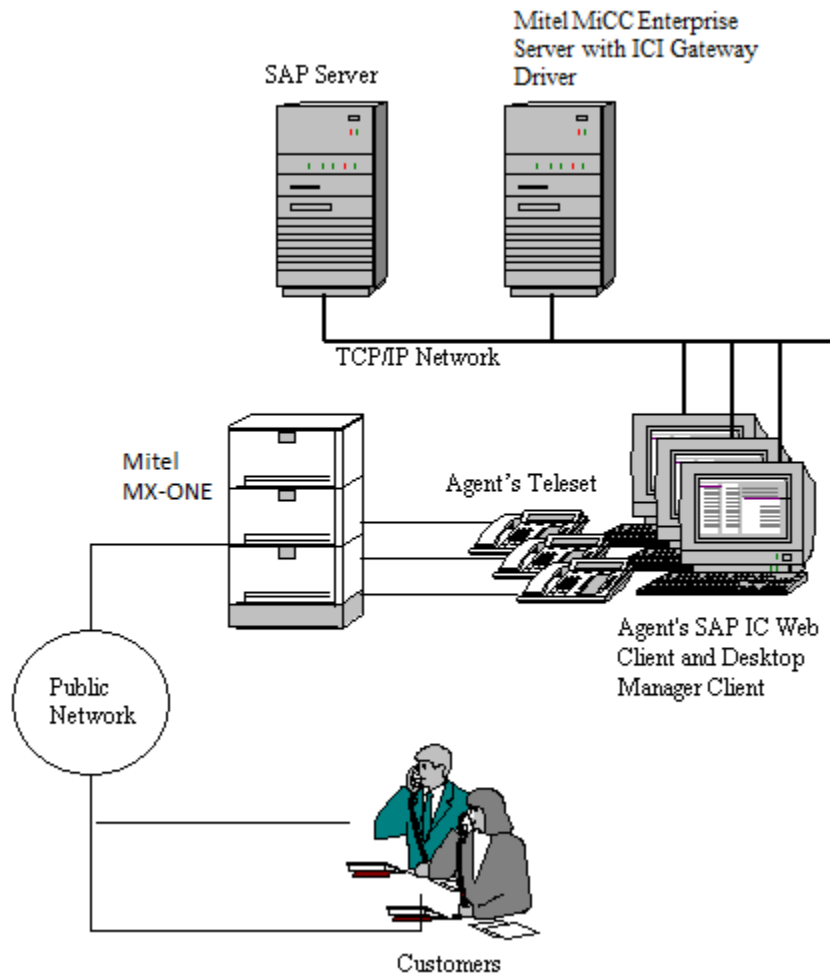 Mitel MiCC Enterprise
Server with ICI Gateway
Driver
SAP Server
TCP/IP Network
Mitel
MX-ONE
Agent’s Teleset
Agent's SAP IC Web
Client and Desktop
Manager Client
Public
Network
Customers